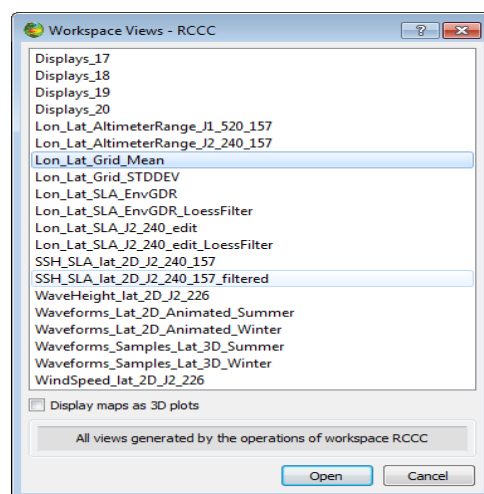 Workspace Views - RCCC
Displays_17
Displays_18
Displays_19
Displays_20
Lon_Lat_AltimeterRange_J1_520_157
Lon_Lat_AltimeterRange_J2_240_157
Lon_Lat_Grid_Mean
Lon_Lat_Grid_STDDEV
Lon_Lat_SLA_EnvGDR
Lon_Lat_SLA_EnvGDR_LoessFilter
Lon_Lat_SLA_J2_240_edit
Lon_Lat_SLA_J2_240_edit_LoessFilter
SSH_SLA_lat_2D_J2_240_157
SSH_SLA_lat_2D_J2_240_157_filtered
WaveHeight_lat_2D_J2_226
Waveforms_Lat_2D_Animated_Summer
Waveforms_Lat_2D_Animated_Winter
Waveforms_Samples_Lat_3D_Summer
Waveforms_Samples_Lat_3D_Winter
WindSpeed_lat_2D_J2_226
Display maps as 3D plots
All views generated by the operations of workspace RCCC
Open Cancel